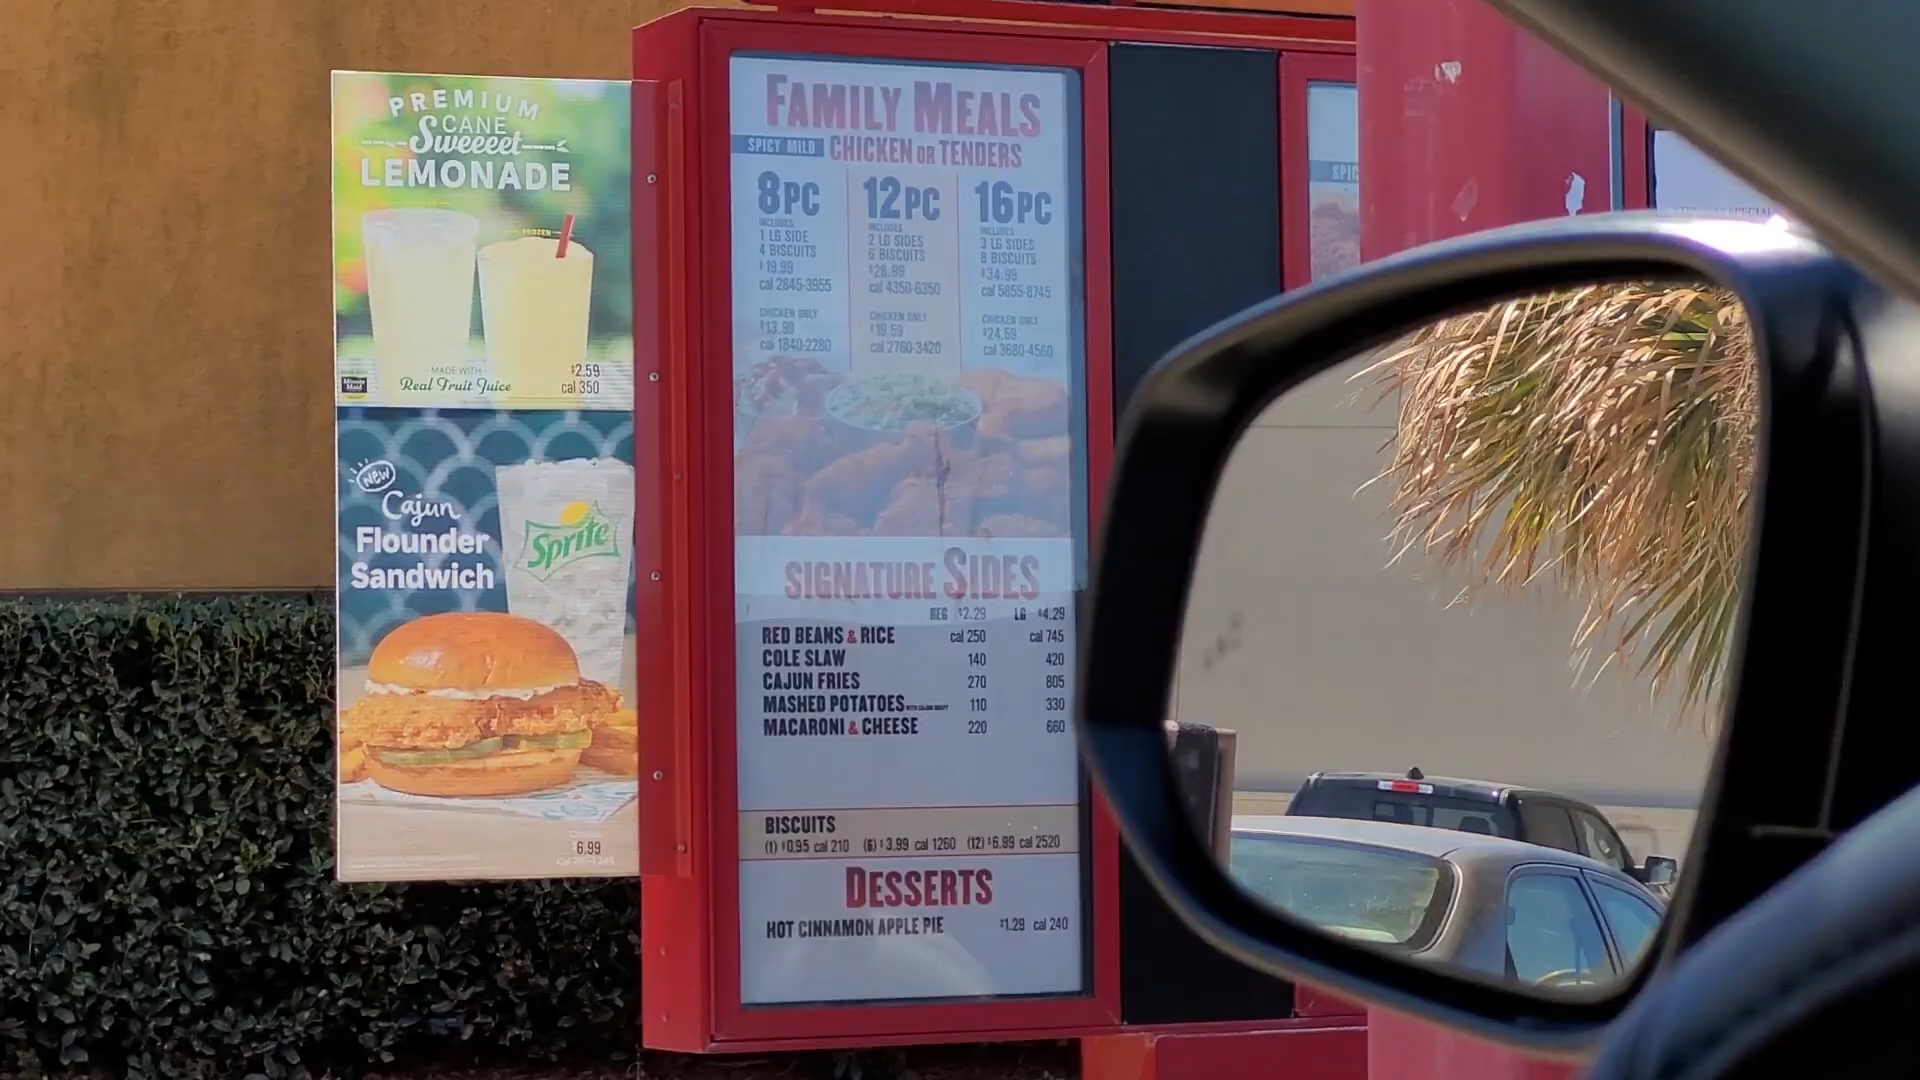 PREMIUM
CANE
Sweeeet
LEMONADE
FROZEN
MADE WITH
Real Fruit Juice
Minute Maid
$2.59
cal 350
NEW
Cajun
Flounder
Sandwich
Sprite
6.99
FAMILY MEALS
SPICY MILD CHICKEN OR TENDERS
8PC
INCLUDES
1 LG SIDE
4 BISCUITS
$19.99
cal 2845-3955
CHICKEN ONLY
$13.99
cal 1840-2280
12PC
INCLUDES
2 LG SIDES
6 BISCUITS
$28.99
cal 4350-6350
CHICKEN ONLY
$19.59
cal 2760-3420
16PC
INCLUDES
3 LG SIDES
8 BISCUITS
$34.99
cal 5855-8745
CHICKEN ONLY
$24.59
cal 3680-4560
SIGNATURE SIDES
REG $2.29 LG $4.29
RED BEANS & RICE cal 250 cal 745
COLE SLAW 140 420
CAJUN FRIES 270 805
MASHED POTATOES WITH CAJUN GRAVY 110 330
MACARONI & CHEESE 220 660
BISCUITS
(1) $0.95 cal 210 (6) $3.99 cal 1260 (12) $6.99 cal 2520
DESSERTS
HOT CINNAMON APPLE PIE $1.29 cal 240
SPIC